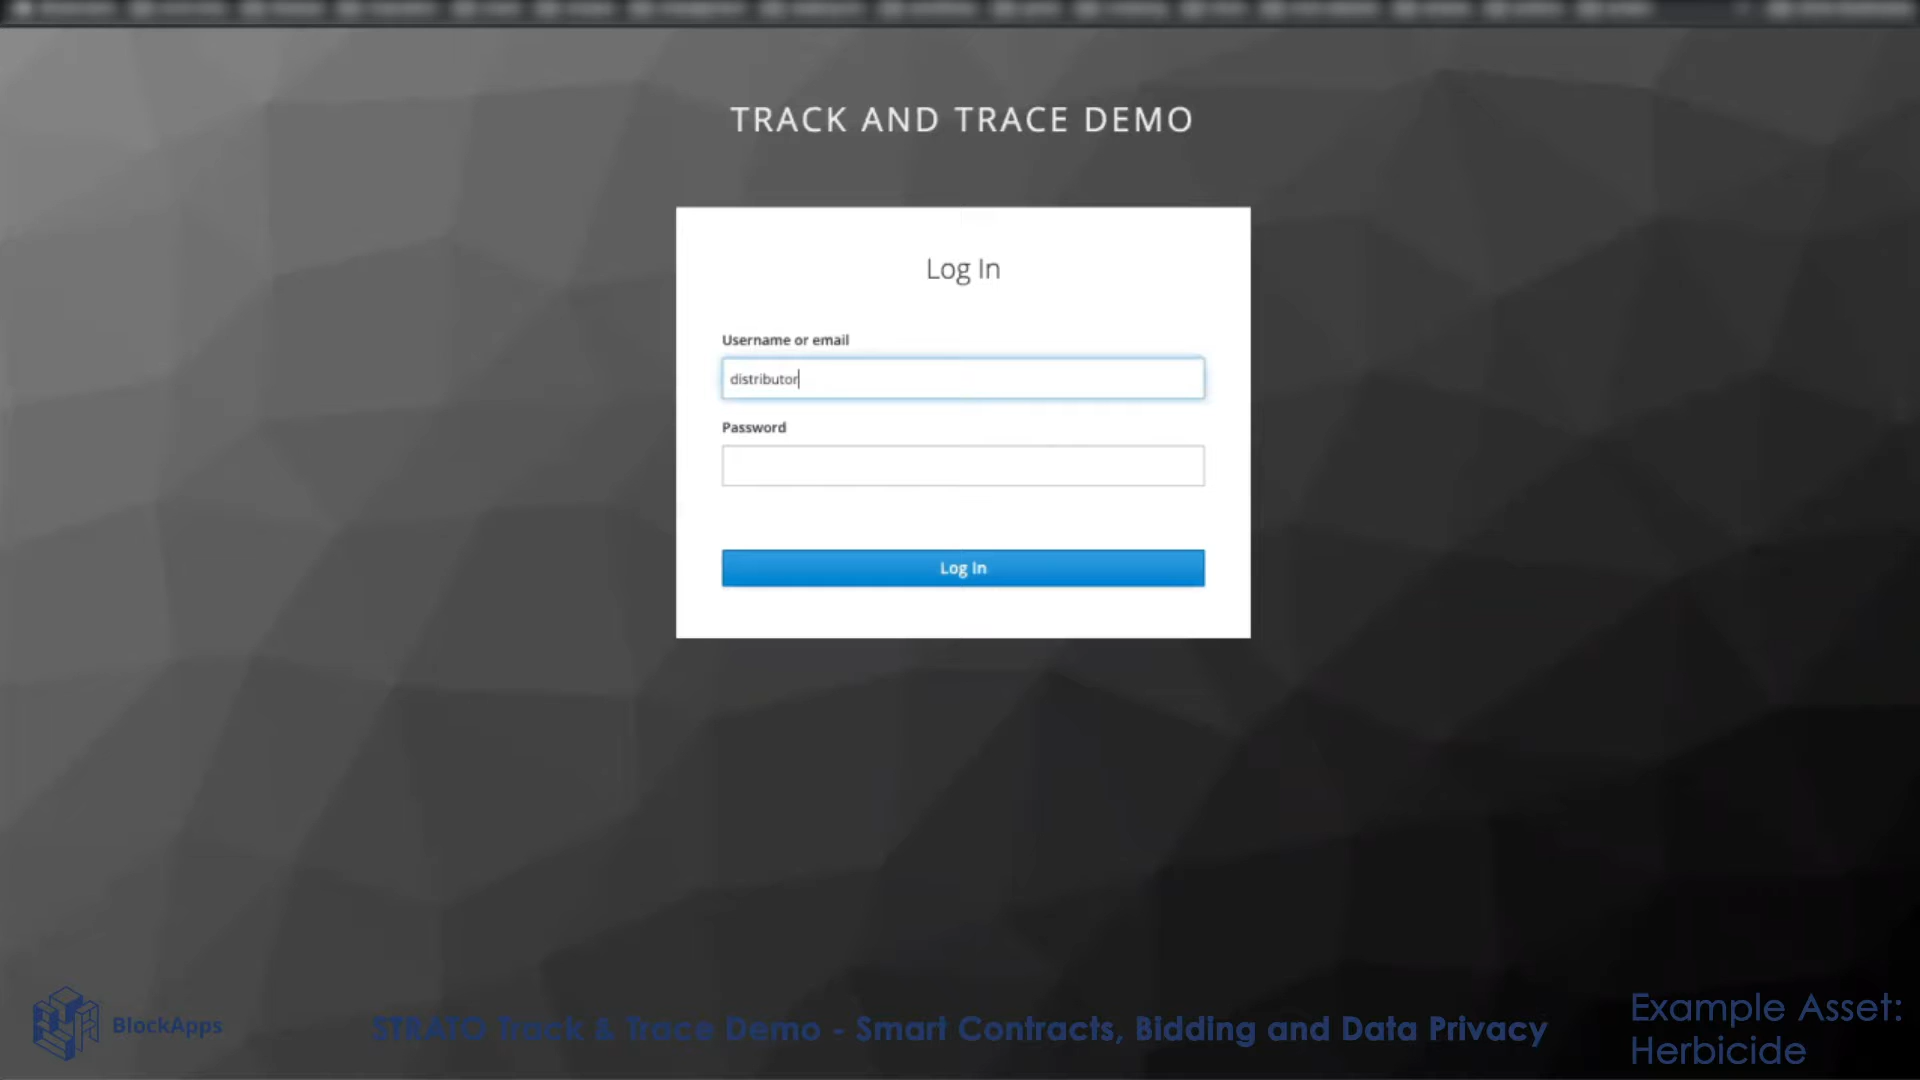 TRACK AND TRACE DEMO
Log In
Username or email
distributor
Password
Log In
BlockApps
STRATO Track & Trace Demo - Smart Contracts, Bidding and Data Privacy
Example Asset:
Herbicide